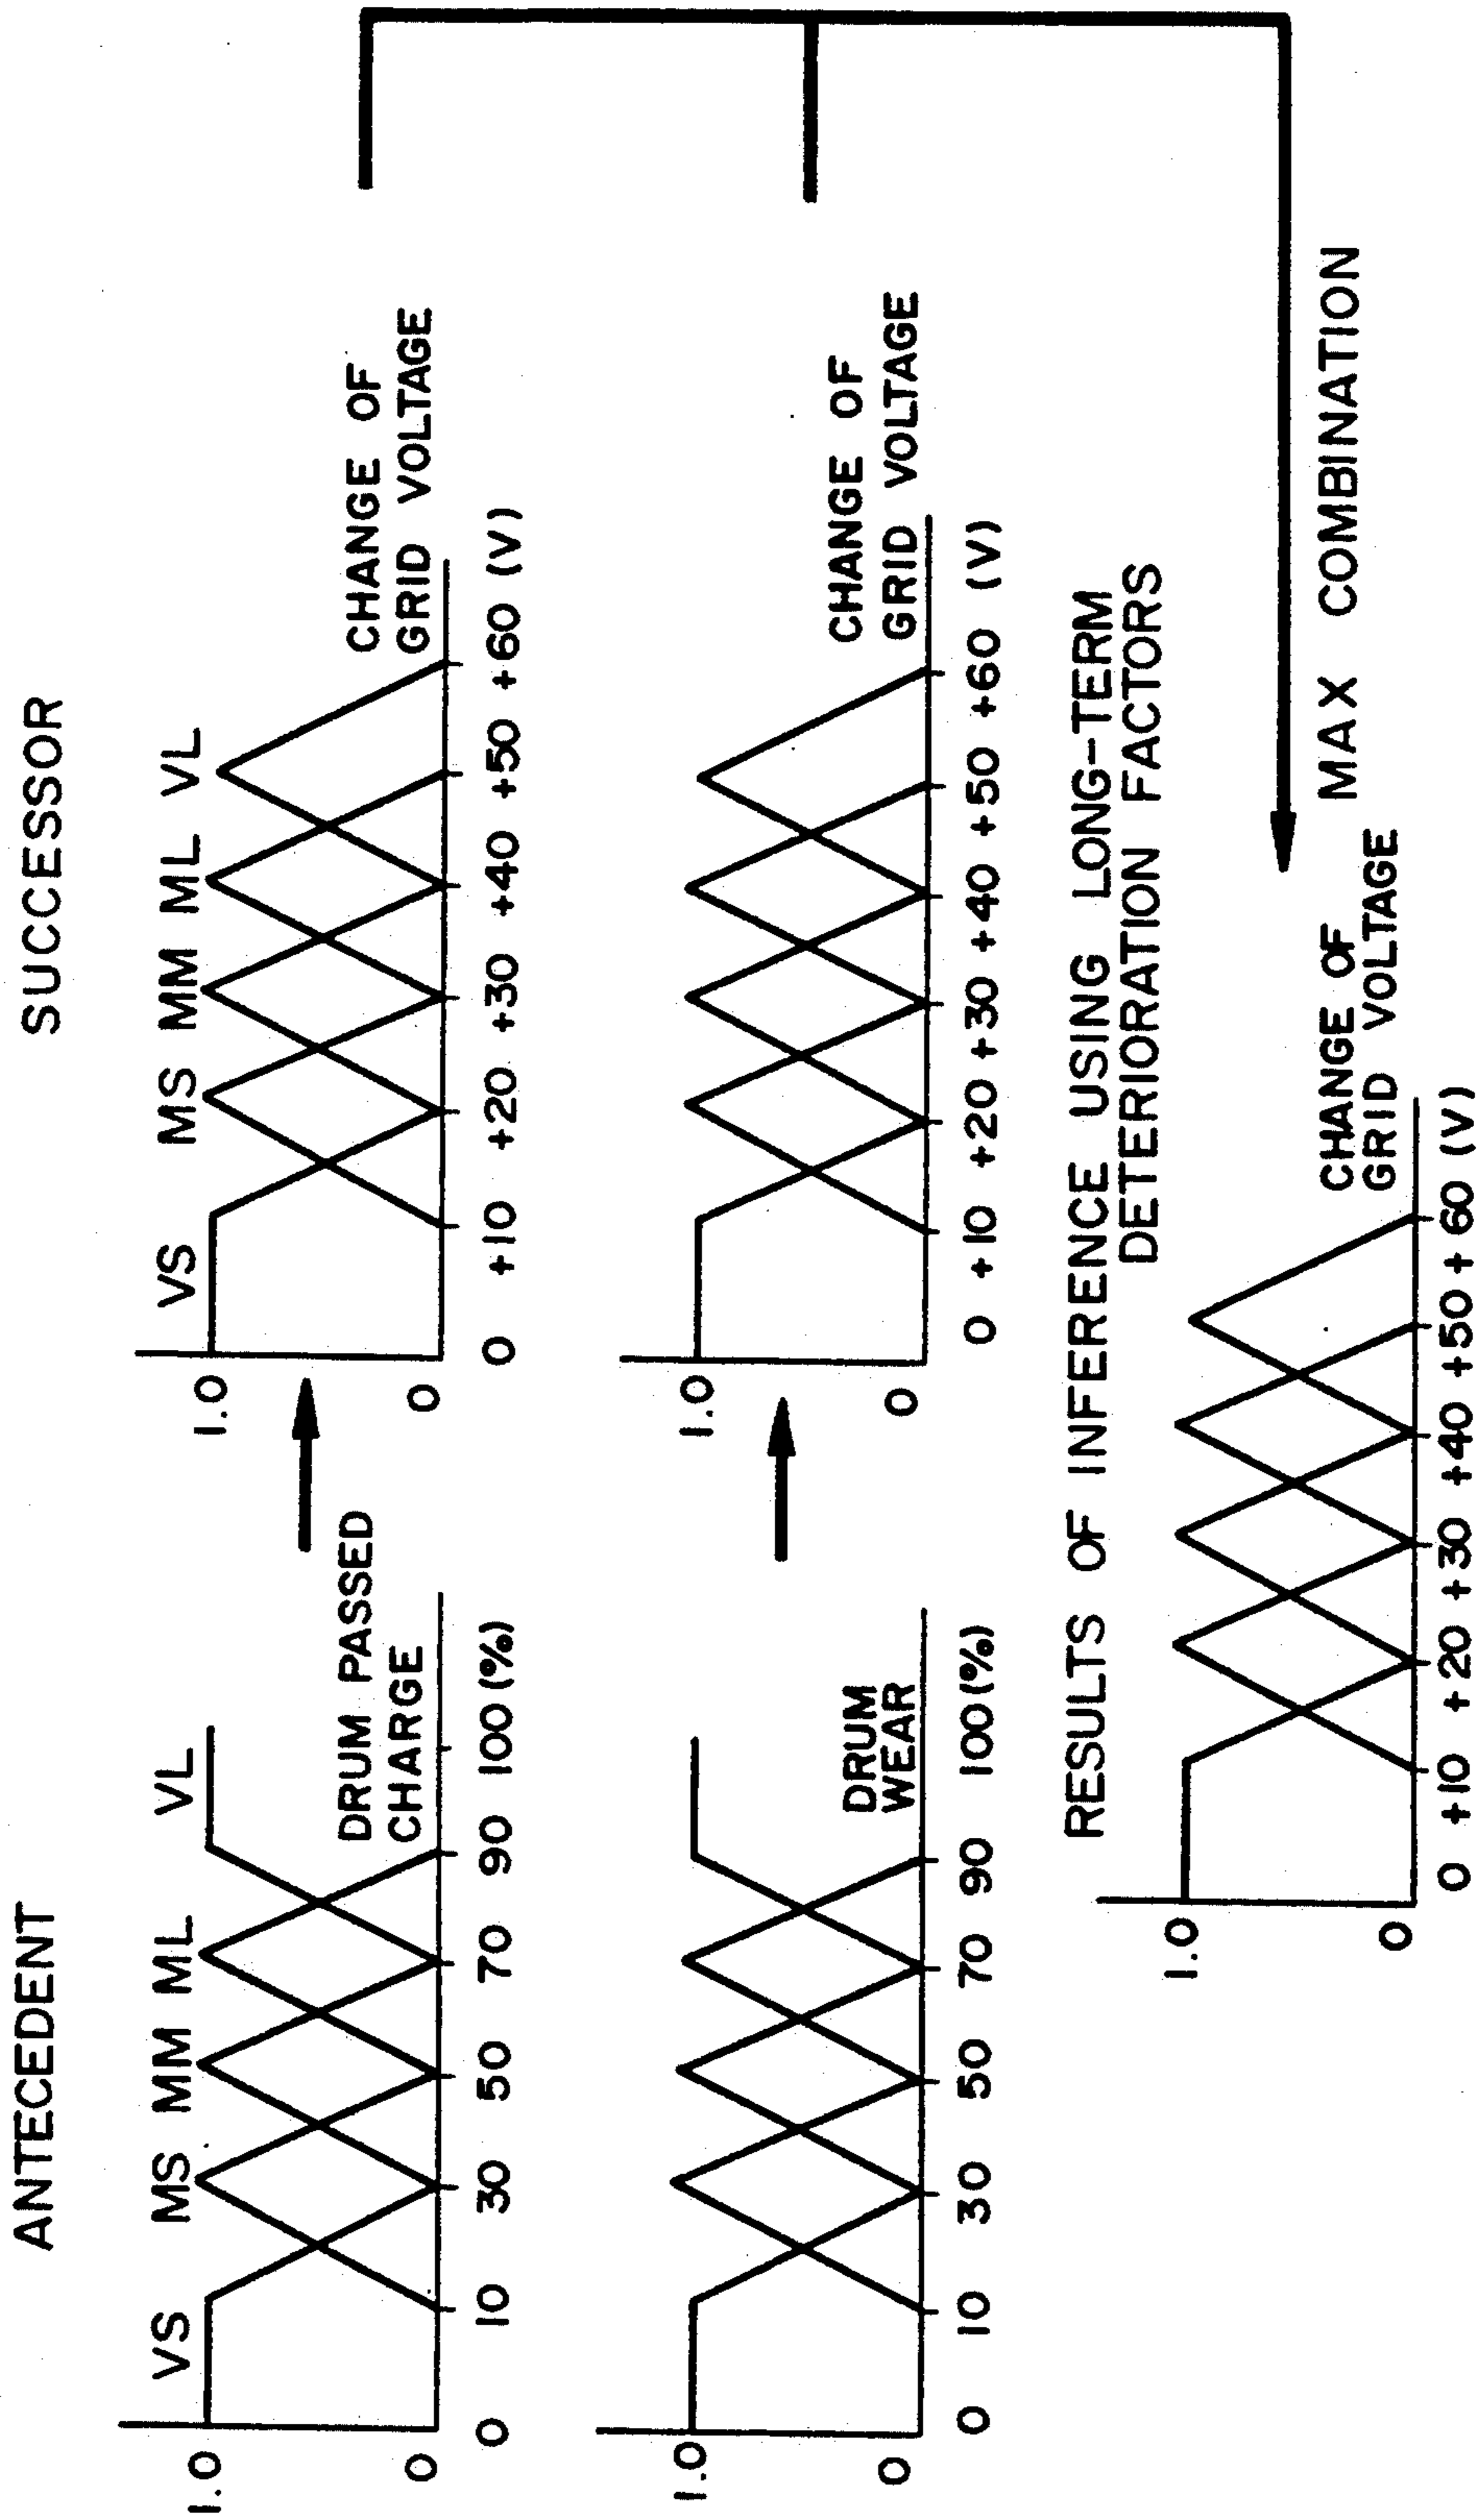 ANTECEDENT
SUCCESSOR
VS MS MM ML VL
1.0
0
0 10 30 50 70 90 100 (%)
DRUM PASSED
CHARGE
VS MS MM ML VL
1.0
0
0 +10 +20 +30 +40 +50 +60 (V)
CHANGE OF
GRID VOLTAGE
1.0
0
0 10 30 50 70 90 100 (%)
DRUM
WEAR
1.0
0
0 +10 +20 +30 +40 +50 +60 (V)
CHANGE OF
GRID VOLTAGE
RESULTS OF INFERENCE USING LONG-TERM
DETERIORATION FACTORS
1.0
0
0 +10 +20 +30 +40 +50 +60 (V)
CHANGE OF
GRID VOLTAGE
MAX COMBINATION